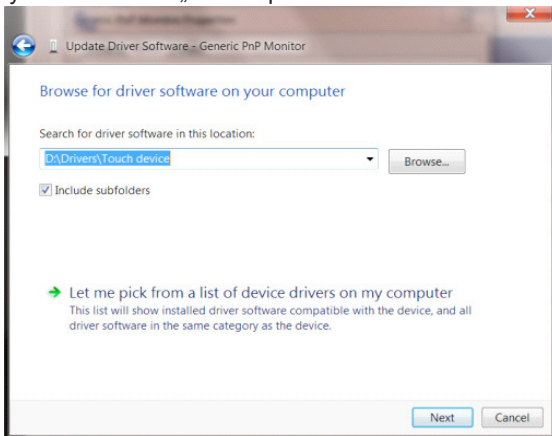 Update Driver Software - Generic PnP Monitor
Browse for driver software on your computer
Search for driver software in this location:
D:\Drivers\Touch device
Browse...
Include subfolders
Let me pick from a list of device drivers on my computer
This list will show installed driver software compatible with the device, and all
driver software in the same category as the device.
Next
Cancel